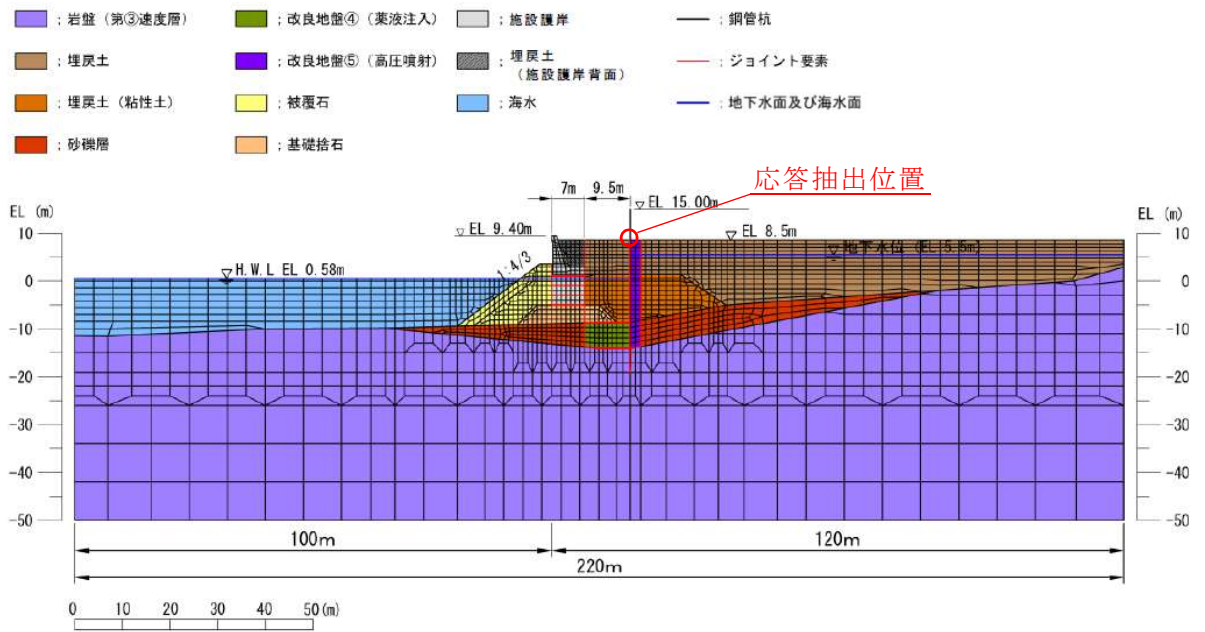 ；岩盤（第③速度層）
；改良地盤④（薬液注入）
；施設護岸
；鋼管杭
；埋戻土
；改良地盤⑤（高圧噴射）
；埋戻土
（施設護岸背面）
；ジョイント要素
；埋戻土（粘性土）
；被覆石
；海水
；地下水面及び海水面
；砂礫層
；基礎捨石
応答抽出位置
7m 9.5m
▽EL 15.00m
EL (m)
EL (m)
▽ EL 9.40m
▽ EL 8.5m
地下水位 (EL 5.5m)
1:4/3
▽ H.W.L EL 0.58m
10
0
-10
-20
-30
-40
-50
10
0
-10
-20
-30
-40
-50
100m
120m
220m
0 10 20 30 40 50(m)